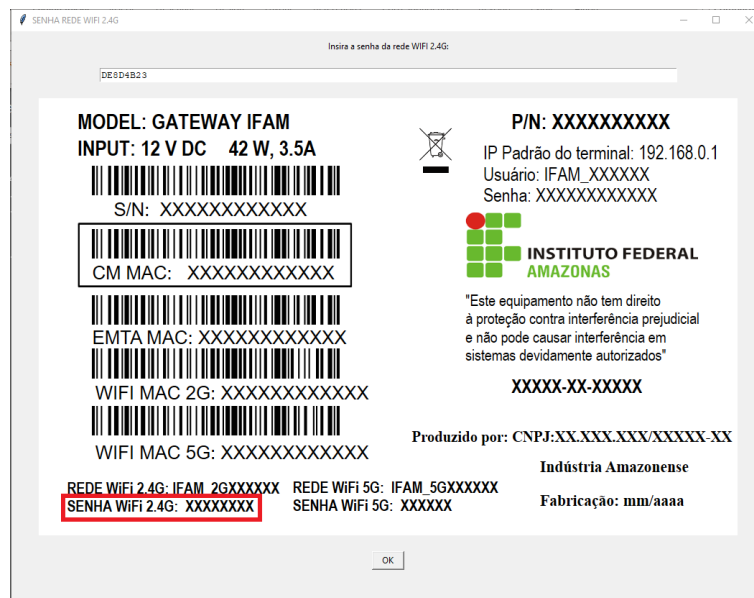 SENHA REDE WIFI 2.4G
Insira a senha da rede WIFI 2.4G:
DE8D4B23
MODEL: GATEWAY IFAM
INPUT: 12 V DC 42 W, 3.5A
S/N: XXXXXXXXXXXX
CM MAC: XXXXXXXXXXXX
EMTA MAC: XXXXXXXXXXXX
WIFI MAC 2G: XXXXXXXXXXXX
WIFI MAC 5G: XXXXXXXXXXXX
REDE WiFi 2.4G: IFAM_2GXXXXXX REDE WiFi 5G: IFAM_5GXXXXXX
SENHA WiFi 2.4G: XXXXXXXX SENHA WiFi 5G: XXXXXX
P/N: XXXXXXXXXX
IP Padrão do terminal: 192.168.0.1
Usuário: IFAM_XXXXXX
Senha: XXXXXXXXXXXX
INSTITUTO FEDERAL
AMAZONAS
"Este equipamento não tem direito
à proteção contra interferência prejudicial
e não pode causar interferência em
sistemas devidamente autorizados"
XXXXX-XX-XXXXX
Produzido por: CNPJ:XX.XXX.XXX/XXXXX-XX
Indústria Amazonense
Fabricação: mm/aaaa
OK